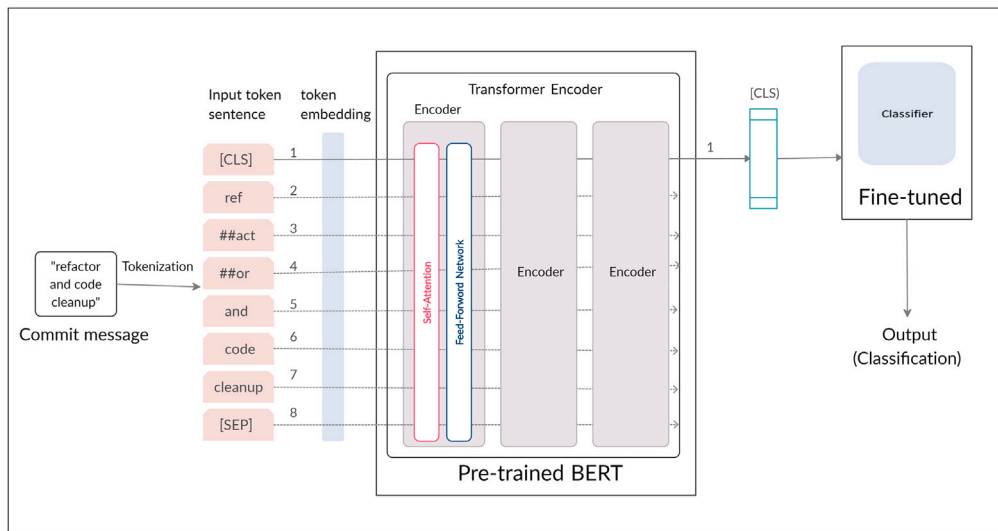 Input token
sentence
token
embedding
Transformer Encoder
Encoder
[CLS]
1
ref
2
##act
3
##or
4
and
5
code
6
cleanup
7
[SEP]
8
"refactor
and code
cleanup"
Tokenization
Commit message
Self-Attention
Feed-Forward Network
Encoder
Encoder
Pre-trained BERT
1
[CLS)
Classifier
Fine-tuned
Output
(Classification)